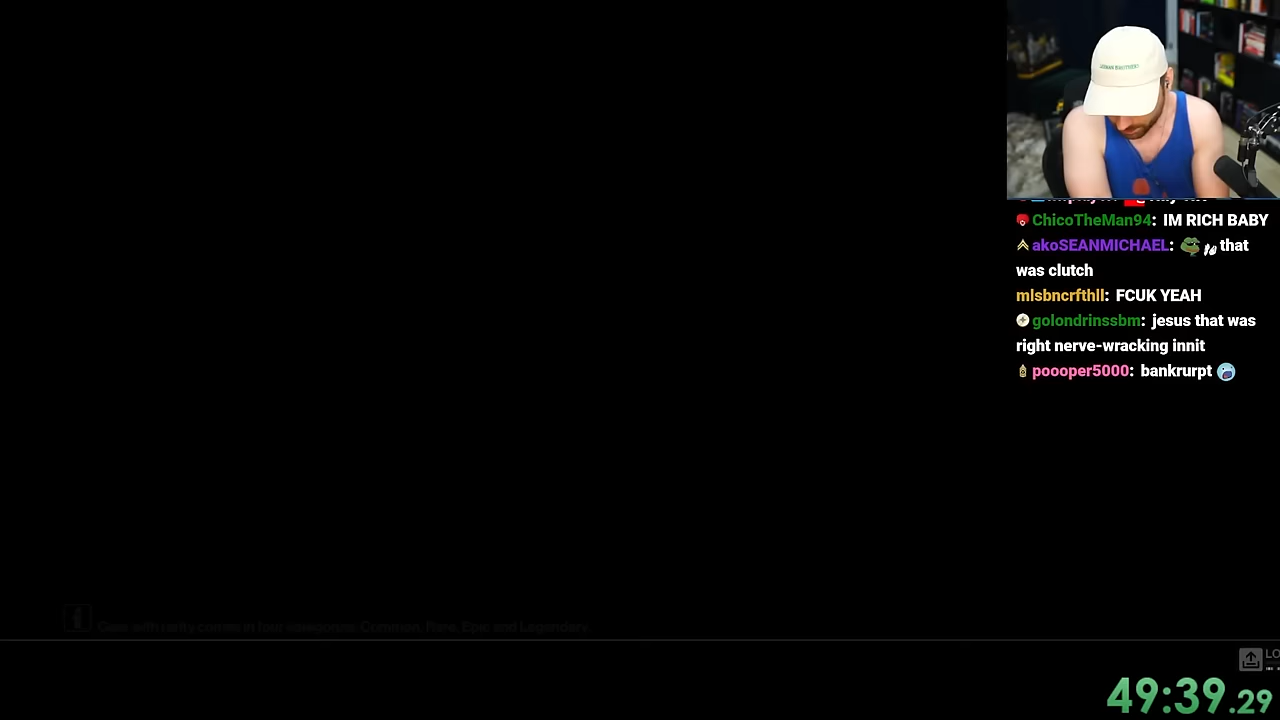 ChicoTheMan94: IM RICH BABY
akoSEANMICHAEL: that
was clutch
mlsbncrfthll: FCUK YEAH
golondrinssbm: jesus that was
right nerve-wracking innit
poooper5000: bankrurpt
Gear with rarity comes in four categories: Common, Rare, Epic and Legendary.
LO
49:39.29